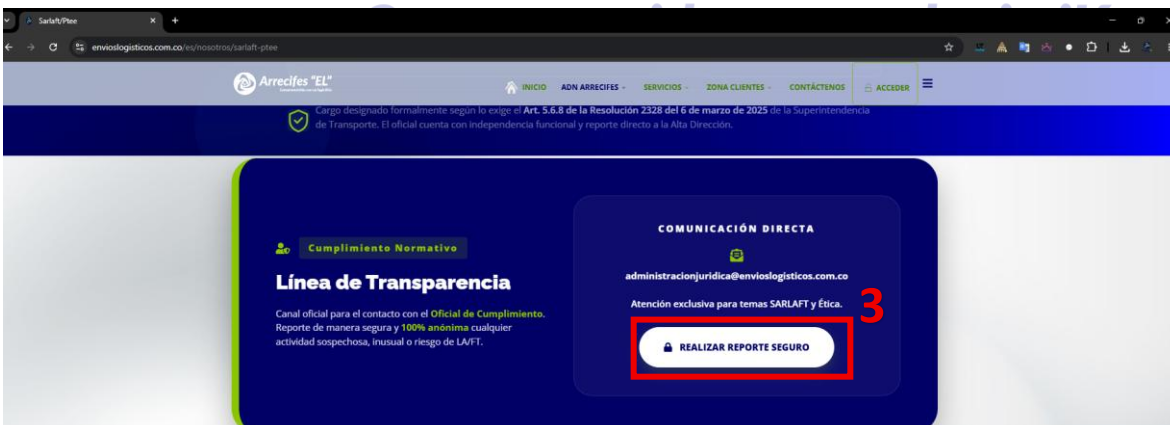 Sarlaft/Ptee
envioslogisticos.com.co/es/nosotros/sarlaft-ptee
Arrecifes "EL"
INICIO ADN ARRECIFES SERVICIOS ZONA CLIENTES CONTÁCTENOS ACCEDER
Cargo designado formalmente según lo exige el Art. 5.6.8 de la Resolución 2328 del 6 de marzo de 2025 de la Superintendencia
de Transporte. El oficial cuenta con independencia funcional y reporte directo a la Alta Dirección.
Cumplimiento Normativo
Línea de Transparencia
Canal oficial para el contacto con el Oficial de Cumplimiento.
Reporte de manera segura y 100% anónima cualquier
actividad sospechosa, inusual o riesgo de LA/FT.
COMUNICACIÓN DIRECTA
administracionjuridica@envioslogisticos.com.co
Atención exclusiva para temas SARLAFT y Ética.
3
REALIZAR REPORTE SEGURO